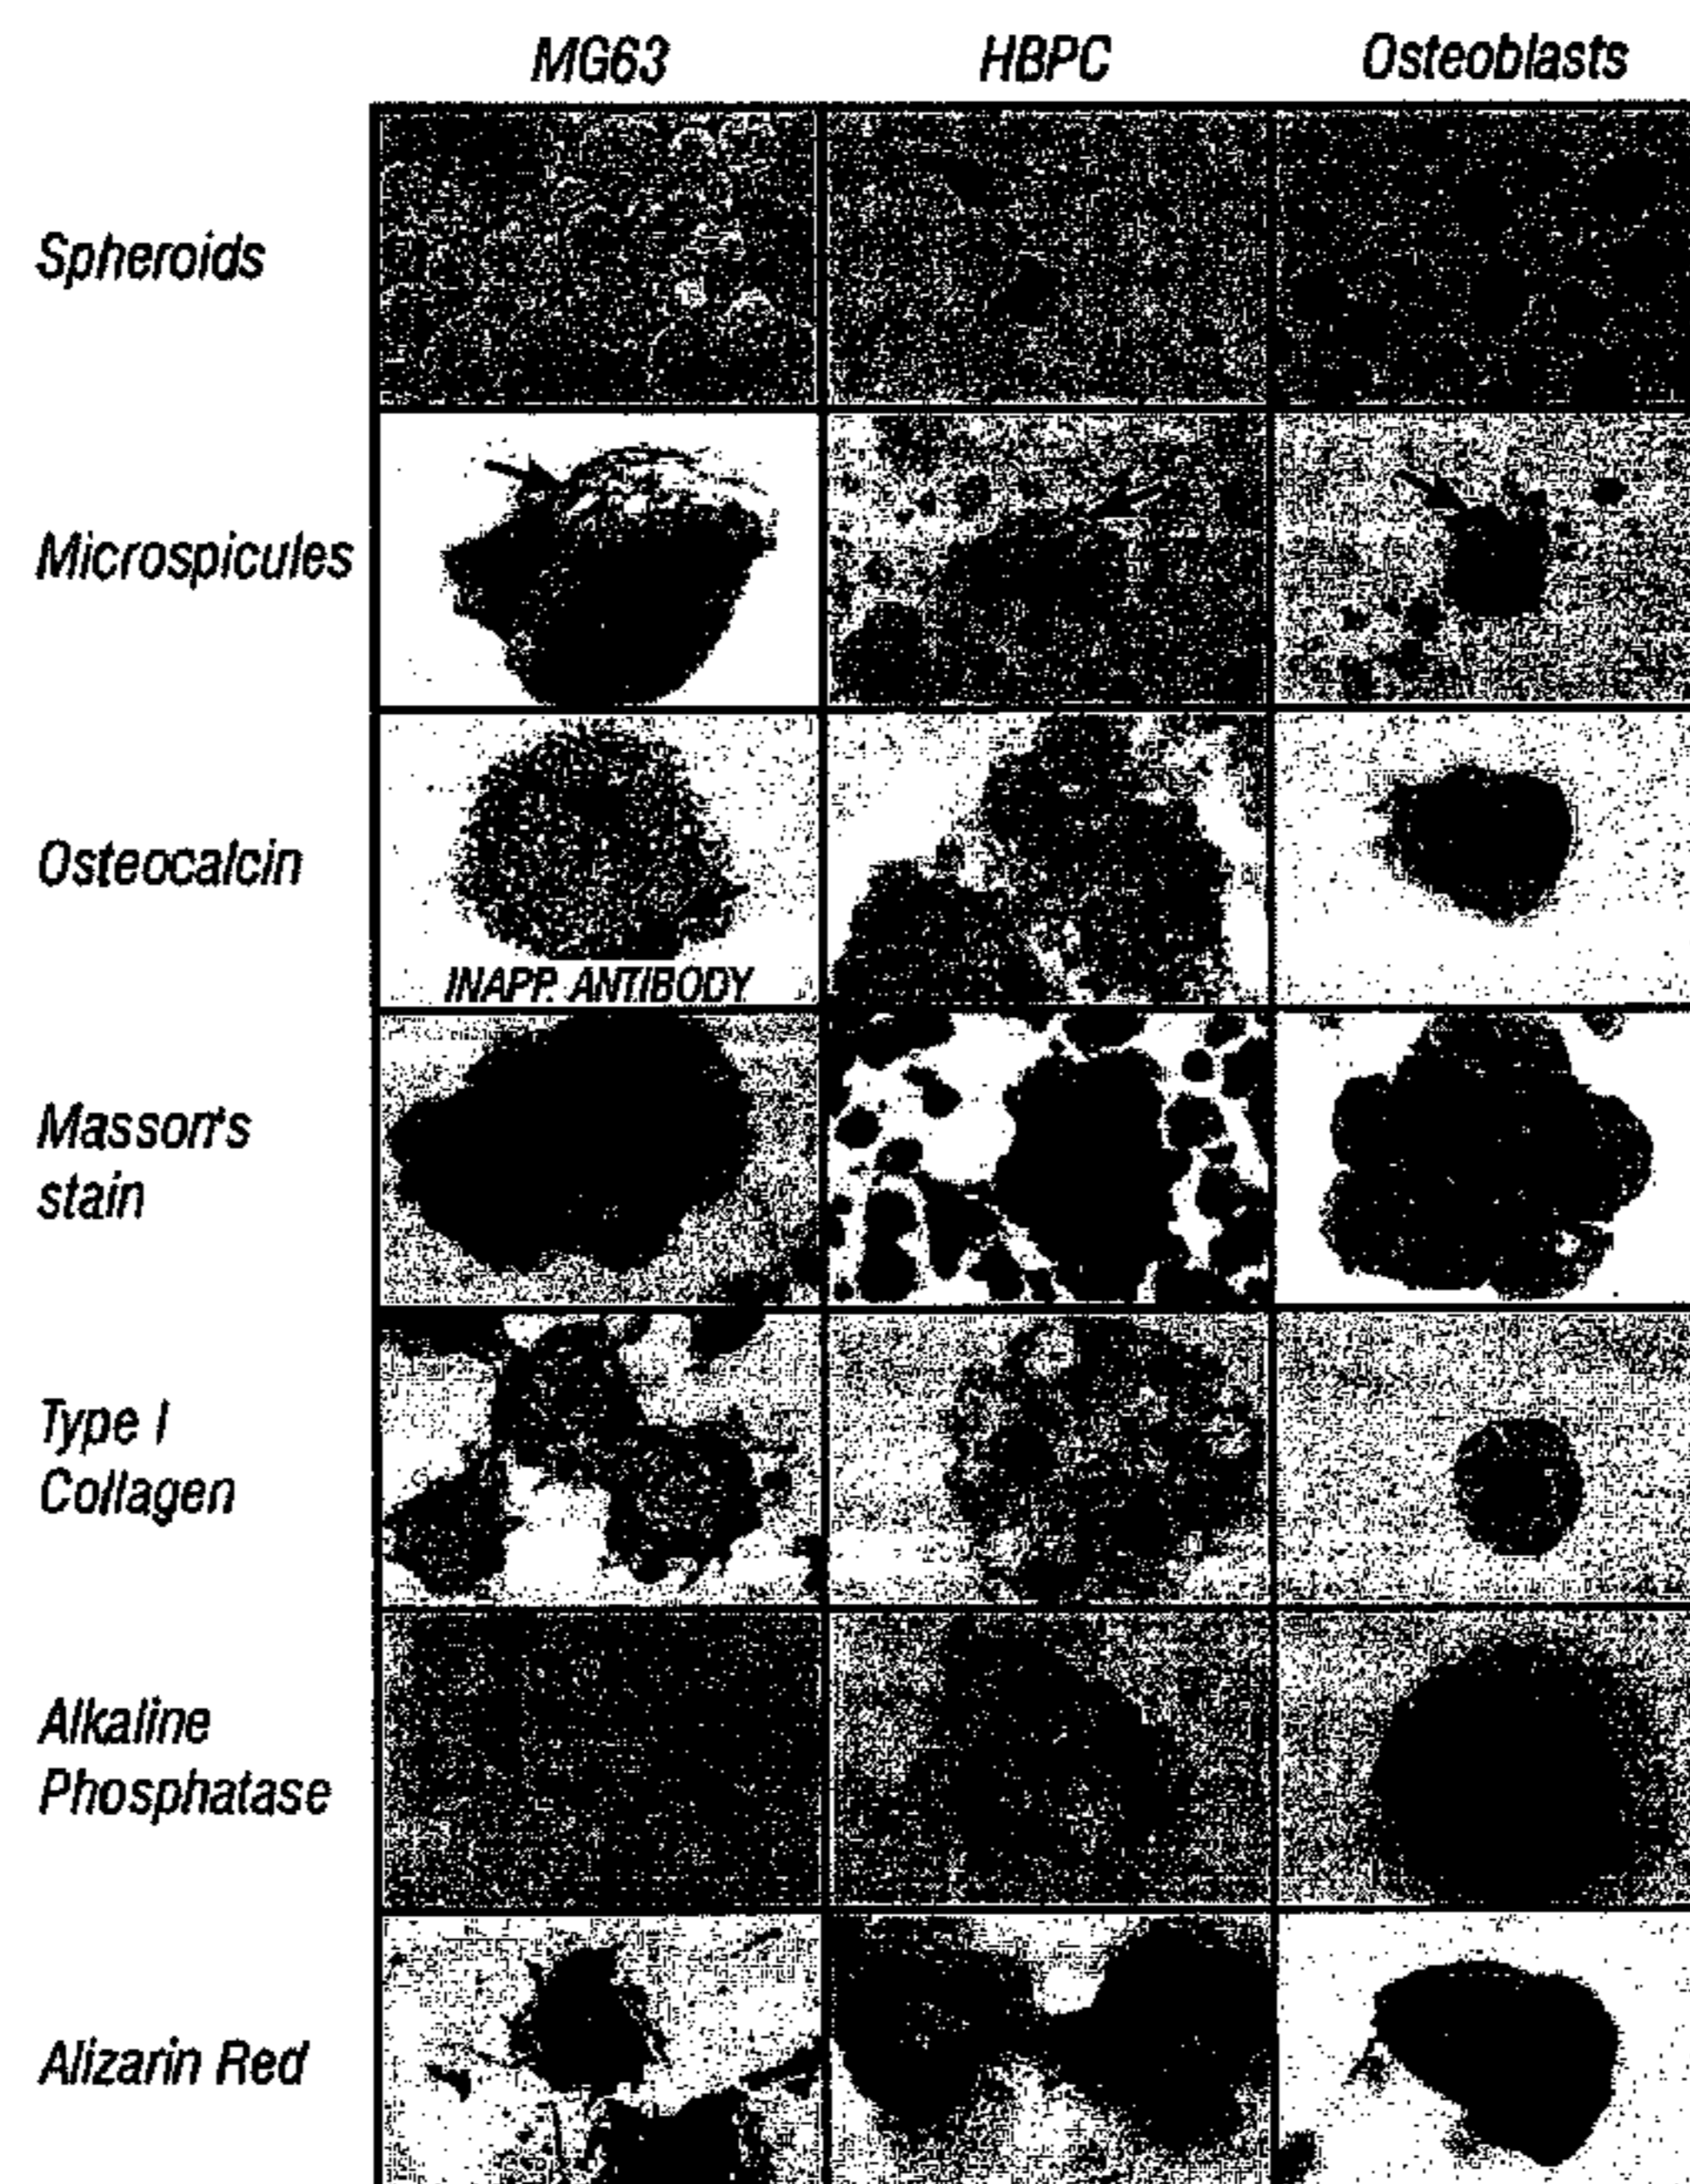 MG63 HBPC Osteoblasts
Spheroids
Microspicules
Osteocalcin
INAPP. ANTIBODY
Masson's
stain
Type I
Collagen
Alkaline
Phosphatase
Alizarin Red